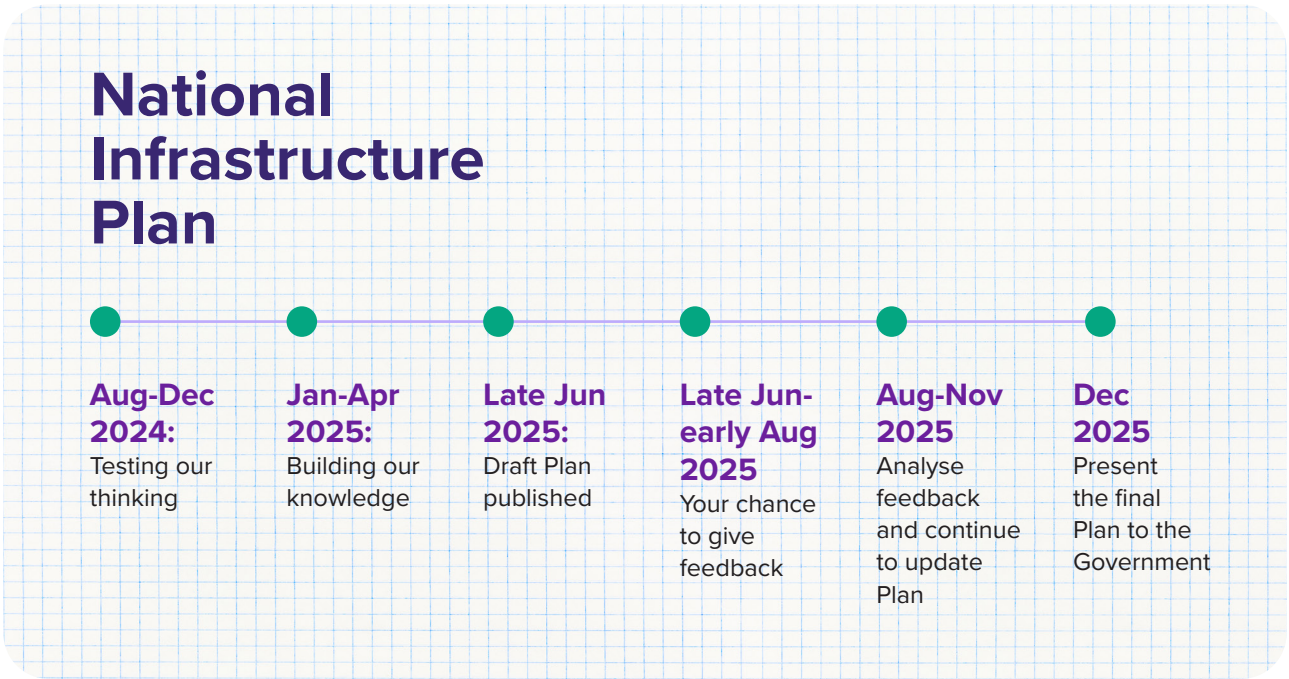 National
Infrastructure
Plan
Aug-Dec
2024:
Testing our
thinking
Jan-Apr
2025:
Building our
knowledge
Late Jun
2025:
Draft Plan
published
Late Jun-
early Aug
2025
Your chance
to give
feedback
Aug-Nov
2025
Analyse
feedback
and continue
to update
Plan
Dec
2025
Present
the final
Plan to the
Government